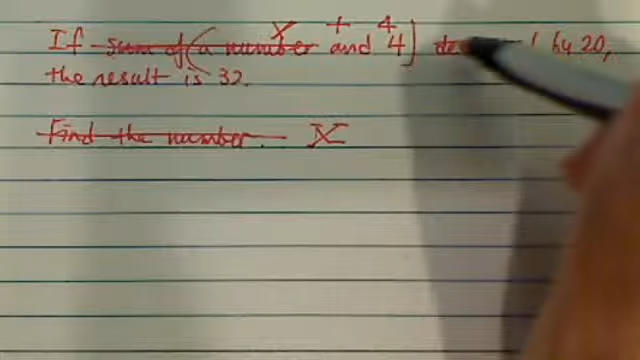 x + 4
If sum of (a number and 4) by 20,
the result is 32.
Find the number. X